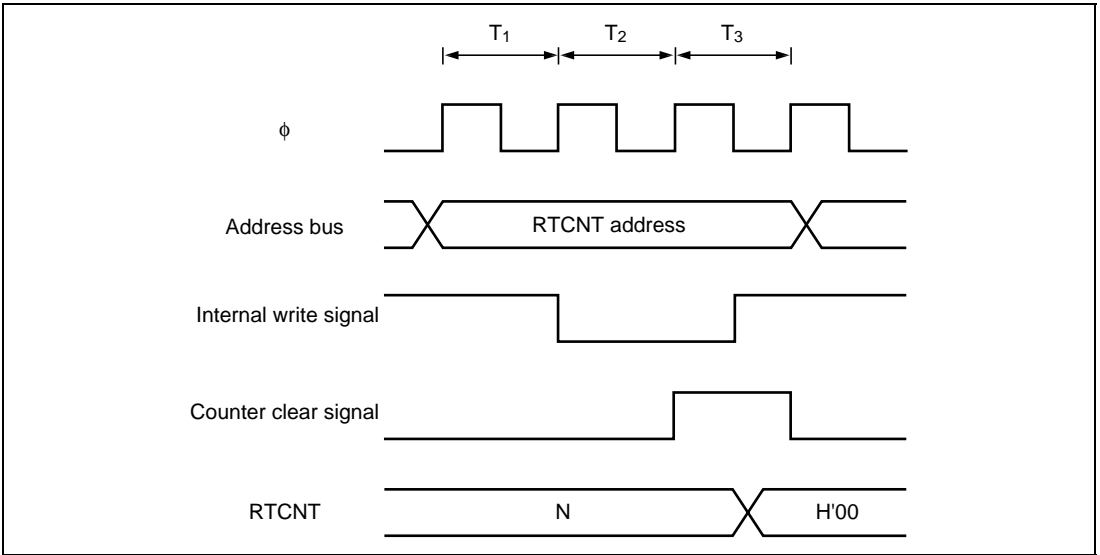 T1 T2 T3
φ
Address bus RTCNT address
Internal write signal
Counter clear signal
RTCNT N H'00